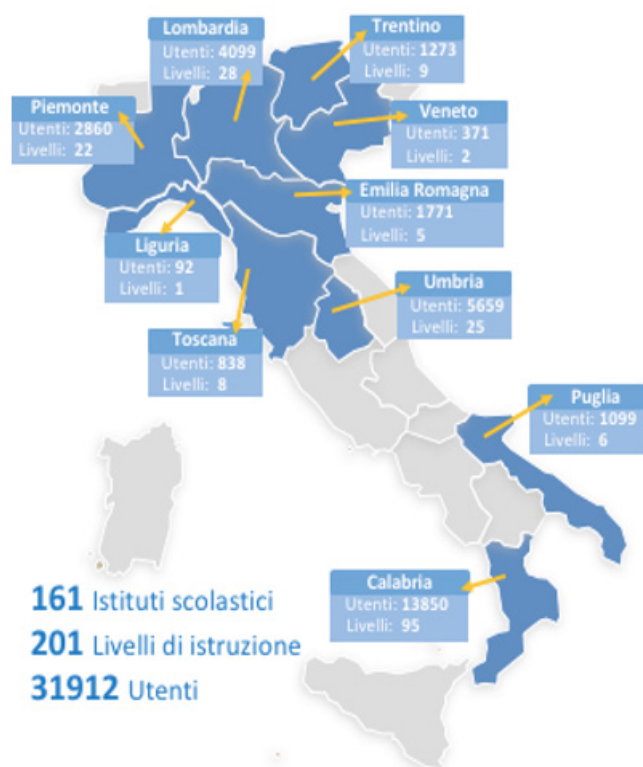 Lombardia
Utenti: 4099
Livelli: 28
Trentino
Utenti: 1273
Livelli: 9
Piemonte
Utenti: 2860
Livelli: 22
Veneto
Utenti: 371
Livelli: 2
Emilia Romagna
Utenti: 1771
Livelli: 5
Liguria
Utenti: 92
Livelli: 1
Umbria
Utenti: 5659
Livelli: 25
Toscana
Utenti: 838
Livelli: 8
Puglia
Utenti: 1099
Livelli: 6
Calabria
Utenti: 13850
Livelli: 95
161 Istituti scolastici
201 Livelli di istruzione
31912 Utenti